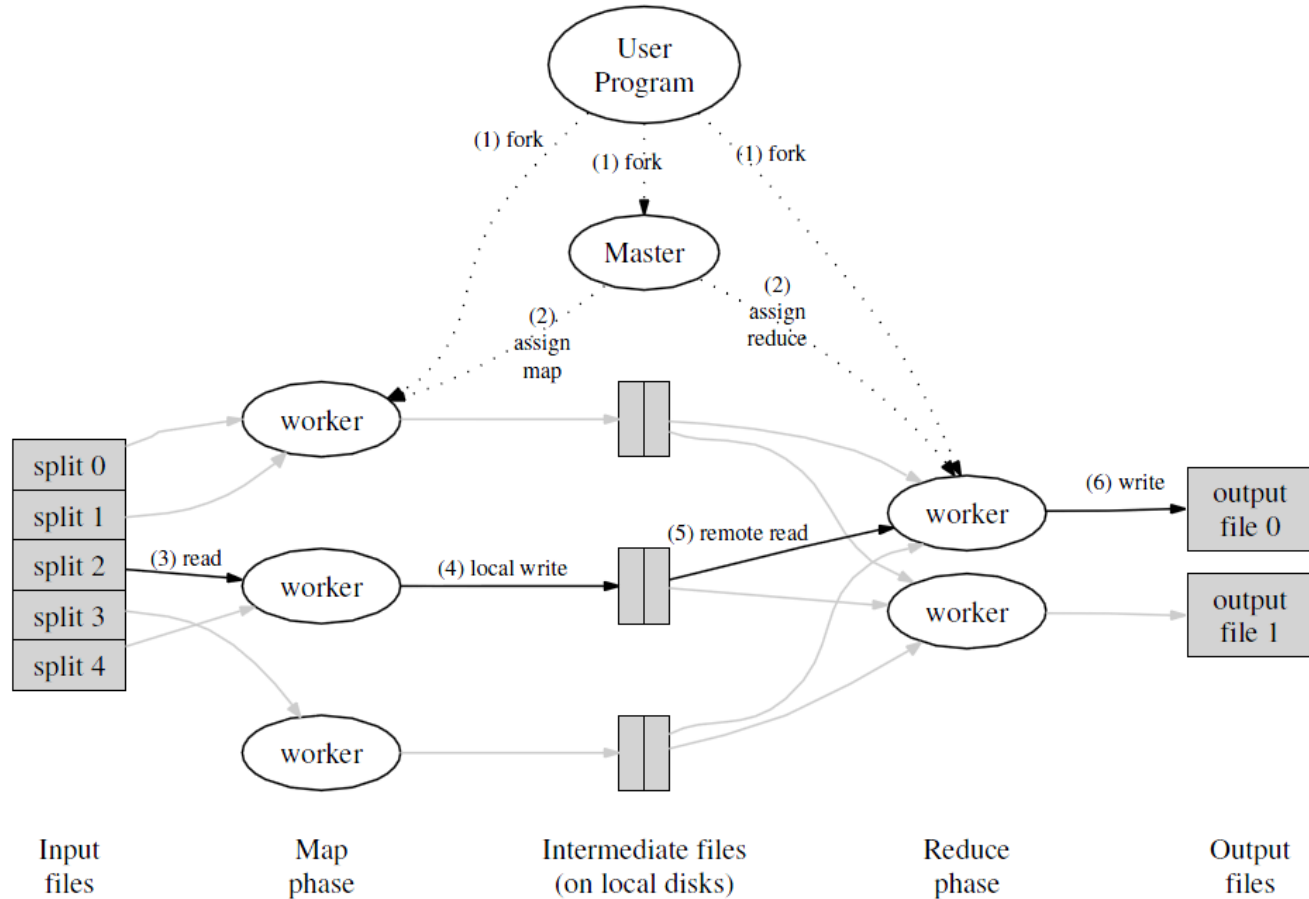 User
Program
(1) fork
(1) fork
(1) fork
Master
(2)
assign
map
(2)
assign
reduce
split 0
split 1
split 2
split 3
split 4
(3) read
worker
worker
worker
(4) local write
(5) remote read
worker
worker
(6) write
output
file 0
output
file 1
Input
files
Map
phase
Intermediate files
(on local disks)
Reduce
phase
Output
files